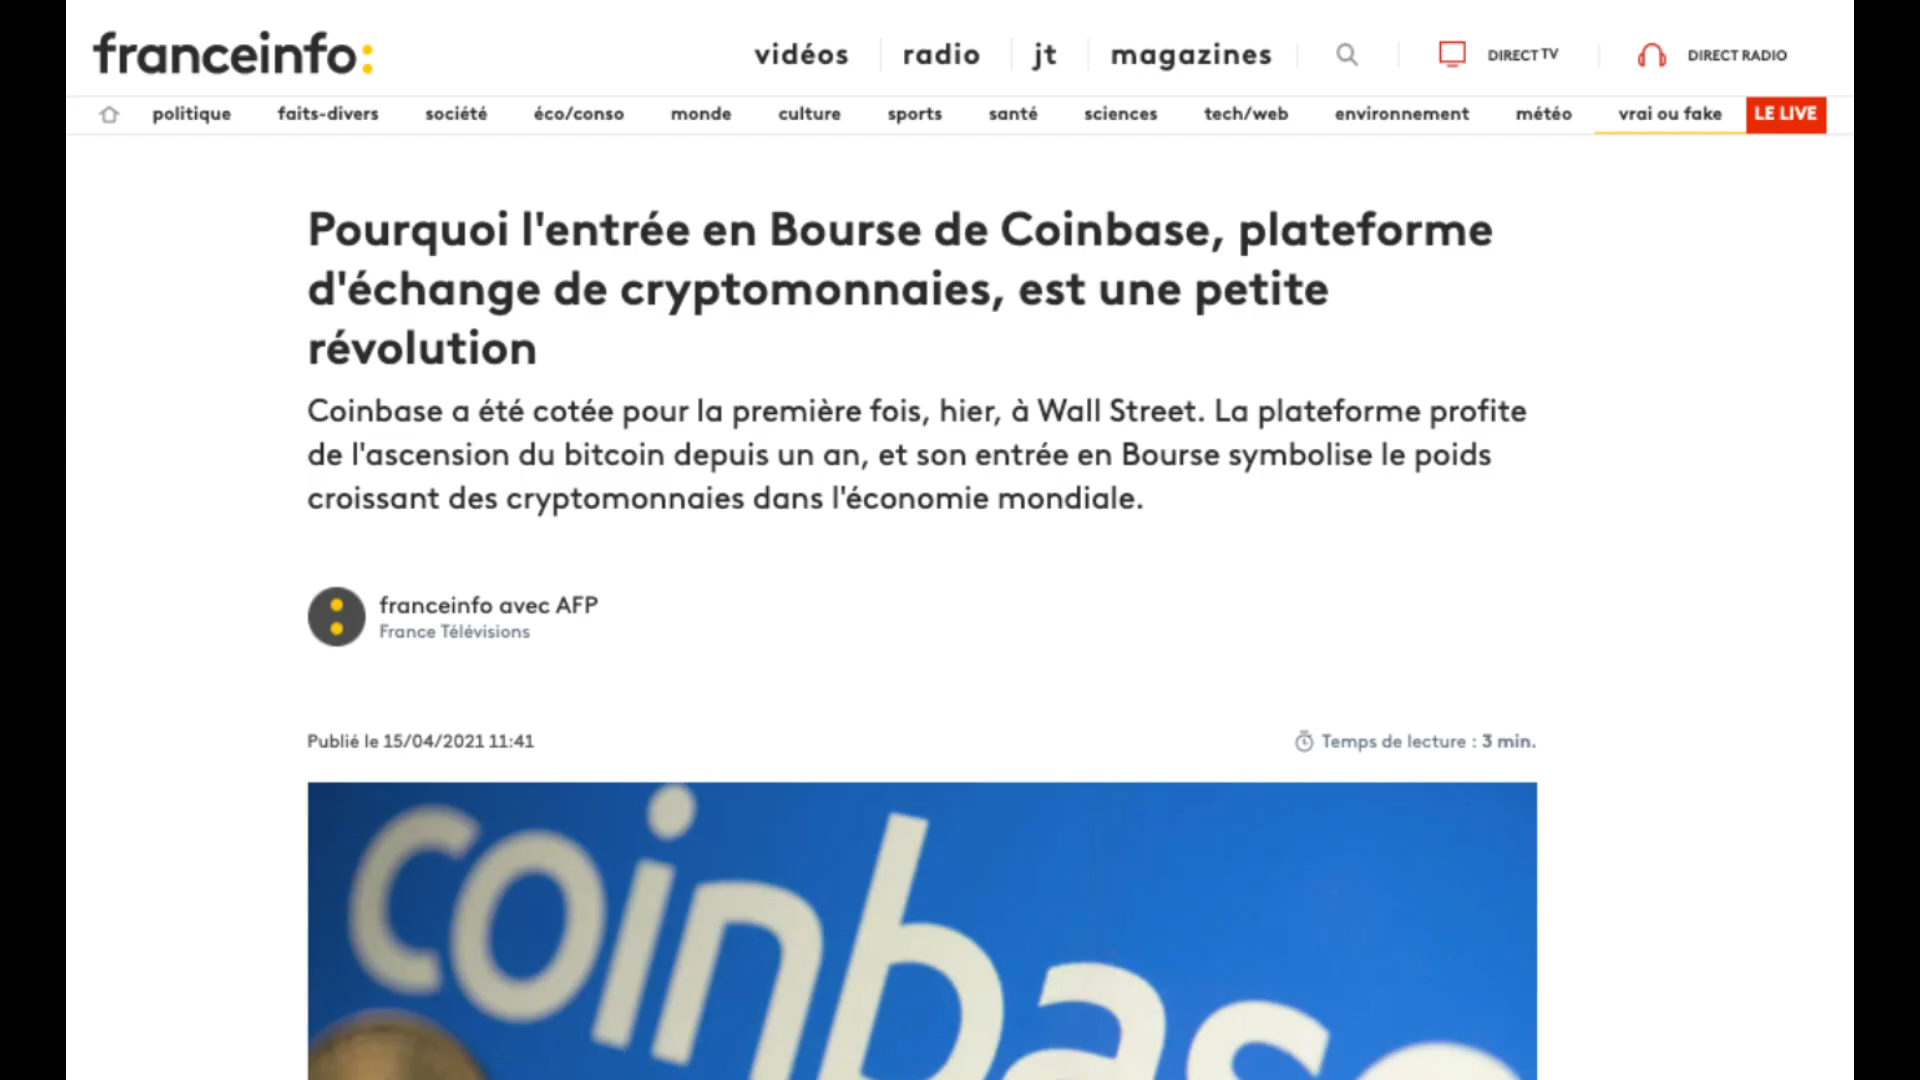 franceinfo:
vidéos radio jt magazines DIRECT TV DIRECT RADIO
politique faits-divers société éco/conso monde culture sports santé sciences tech/web environnement météo vrai ou fake LE LIVE
Pourquoi l'entrée en Bourse de Coinbase, plateforme
d'échange de cryptomonnaies, est une petite
révolution
Coinbase a été cotée pour la première fois, hier, à Wall Street. La plateforme profite
de l'ascension du bitcoin depuis un an, et son entrée en Bourse symbolise le poids
croissant des cryptomonnaies dans l'économie mondiale.
franceinfo avec AFP
France Télévisions
Publié le 15/04/2021 11:41
Temps de lecture : 3 min.
coinbase